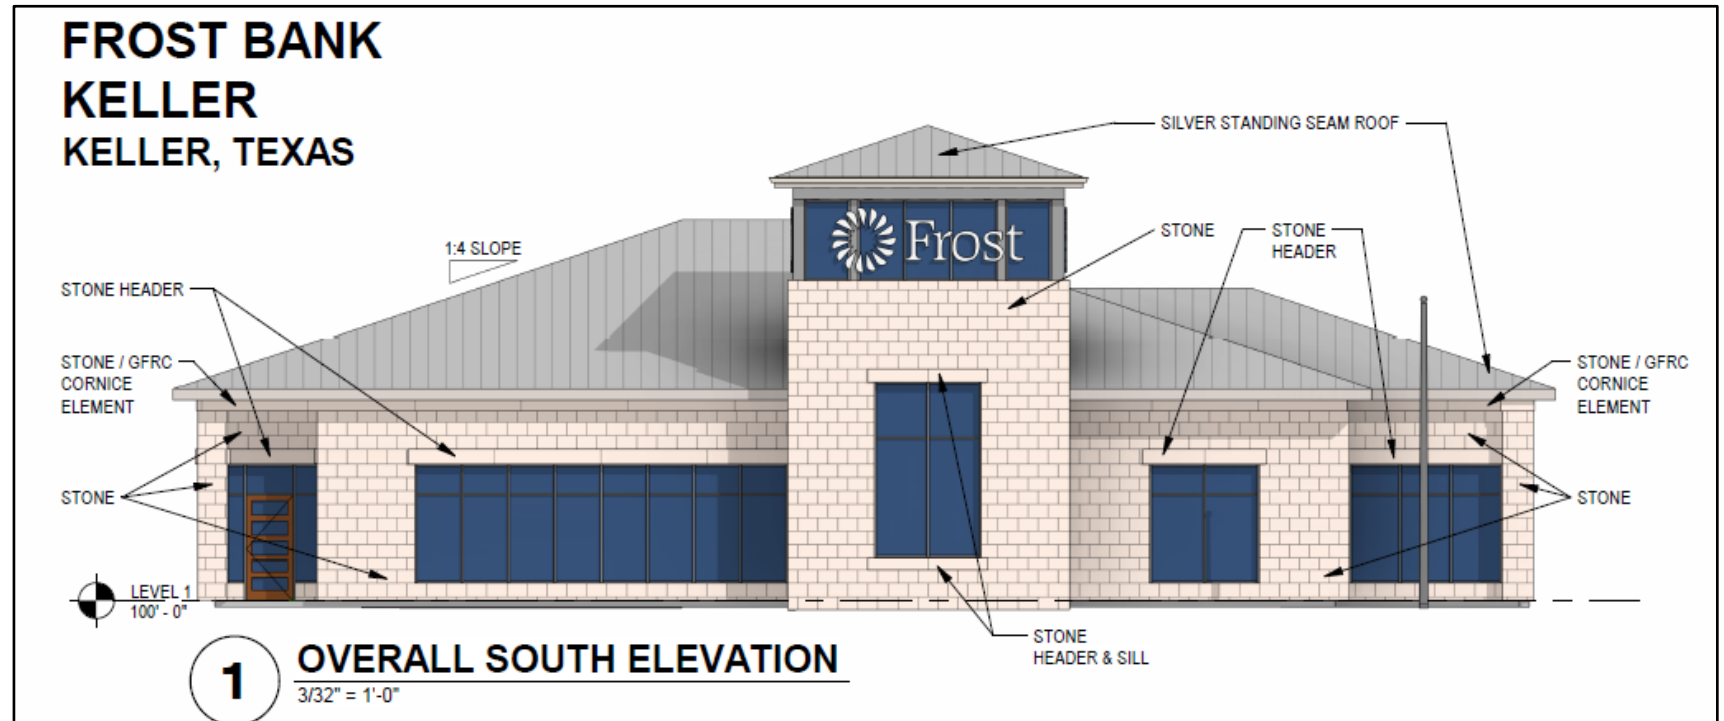 FROST BANK
KELLER
KELLER, TEXAS
SILVER STANDING SEAM ROOF
Frost
STONE
STONE
HEADER
1:4 SLOPE
STONE HEADER
STONE / GFRC
CORNICE
ELEMENT
STONE / GFRC
CORNICE
ELEMENT
STONE
STONE
LEVEL 1
100' - 0"
STONE
HEADER & SILL
1
OVERALL SOUTH ELEVATION
3/32" = 1'-0"